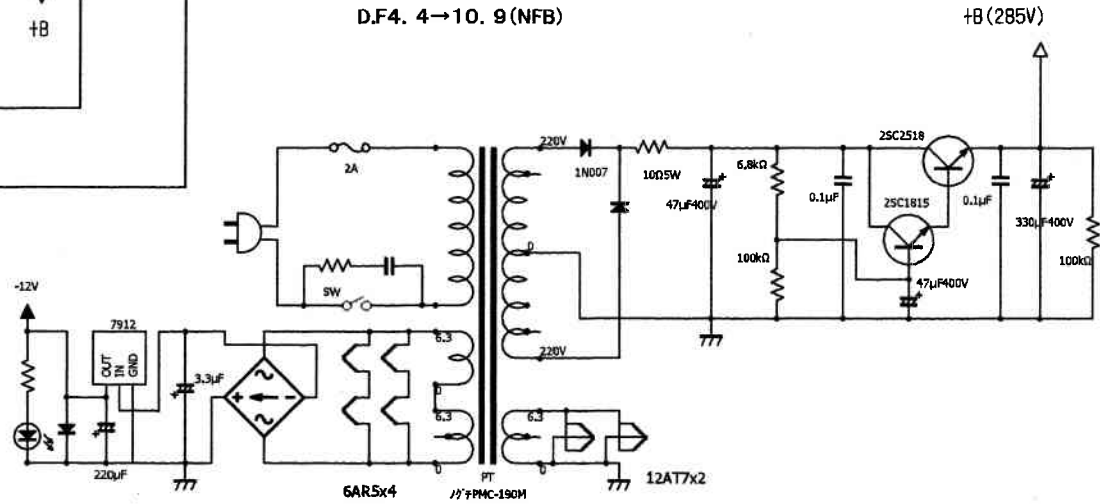 D.F4. 4→10. 9(NFB)
+B(285V)
+B
220V
2SC2518
2A
1N007
10Ω5W
6.8kΩ
47μF400V
0.1μF
2SC1815
0.1μF
330μF400V
0
100kΩ
100kΩ
SW
47μF400V
-12V
7912
OUT
IN
GND
6.3
220V
3.3μF
0
6.3
6.3
220μF
0
0
PT
ノグチPMC-190M
6AR5x4
12AT7x2